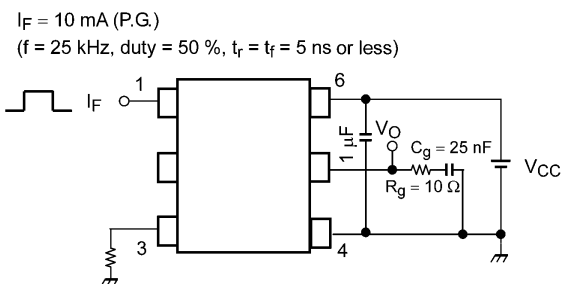 IF = 10 mA (P.G.)
(f = 25 kHz, duty = 50 %, tr = tf = 5 ns or less)
1
6
IF
1 μF
VO
Cg = 25 nF
VCC
Rg = 10 Ω
3
4